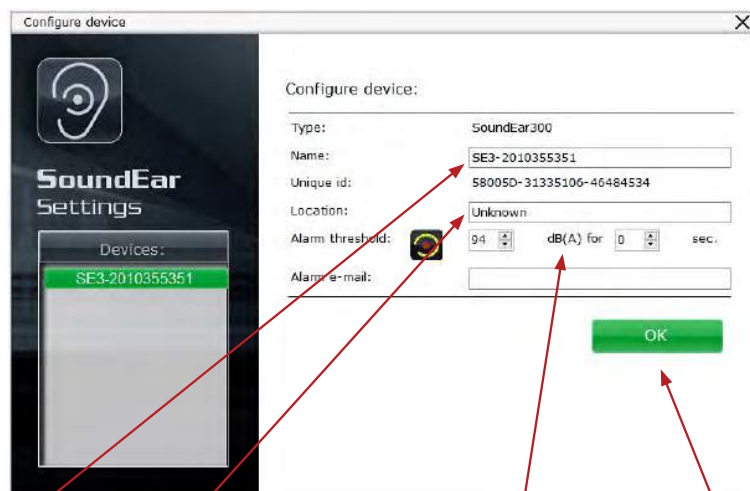 Configure device
SoundEar
Settings
Devices:
SE3-2010355351
Configure device:
Type: SoundEar300
Name: SE3-2010355351
Unique id: 58005D-31335106-46484534
Location: Unknown
Alarm threshold: 94 dB(A) for 0 sec.
Alarm e-mail:
OK